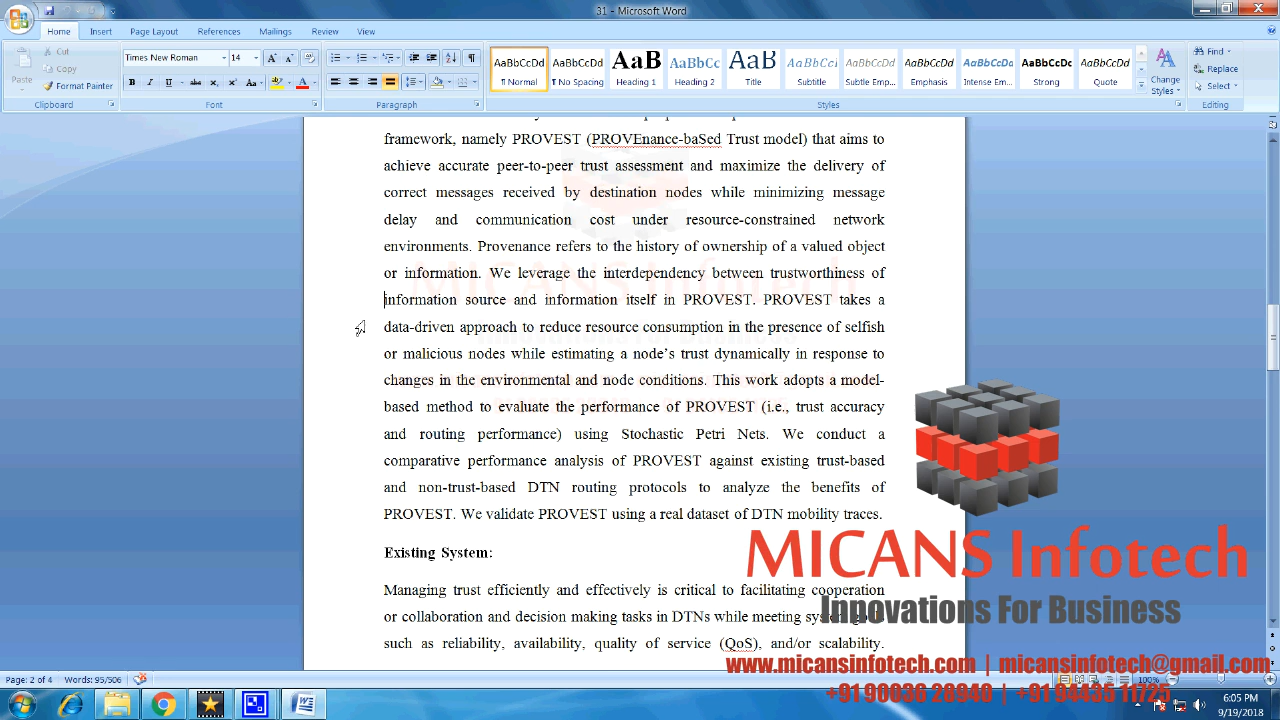 31 - Microsoft Word
Home Insert Page Layout References Mailings Review View
Paste
Cut
Copy
Format Painter
Clipboard
Times New Roman 14
Font
Paragraph
AaBbCcDd AaBbCcDd AaB AaBbCc AaB AaBbCcI AaBbCcDd AaBbCcDd AaBbCcDd AaBbCcDc AaBbCcDd
¶ Normal ¶ No Spacing Heading 1 Heading 2 Title Subtitle Subtle Emp... Emphasis Intense Em... Strong Quote
Change Styles
Styles
Find
Replace
Select
Editing
framework, namely PROVEST (PROVEnance-baSed Trust model) that aims to
achieve accurate peer-to-peer trust assessment and maximize the delivery of
correct messages received by destination nodes while minimizing message
delay and communication cost under resource-constrained network
environments. Provenance refers to the history of ownership of a valued object
or information. We leverage the interdependency between trustworthiness of
information source and information itself in PROVEST. PROVEST takes a
data-driven approach to reduce resource consumption in the presence of selfish
or malicious nodes while estimating a node’s trust dynamically in response to
changes in the environmental and node conditions. This work adopts a model-
based method to evaluate the performance of PROVEST (i.e., trust accuracy
and routing performance) using Stochastic Petri Nets. We conduct a
comparative performance analysis of PROVEST against existing trust-based
and non-trust-based DTN routing protocols to analyze the benefits of
PROVEST. We validate PROVEST using a real dataset of DTN mobility traces.
Existing System:
Managing trust efficiently and effectively is critical to facilitating cooperation
or collaboration and decision making tasks in DTNs while meeting system
such as reliability, availability, quality of service (QoS), and/or scalability.
MICANS Infotech
Innovations For Business
www.micansinfotech.com | micansinfotech@gmail.com
+91 90036 28940 | +91 94435 11725
Page: 2 of 4 Words: 95/506
100%
6:05 PM
9/19/2018